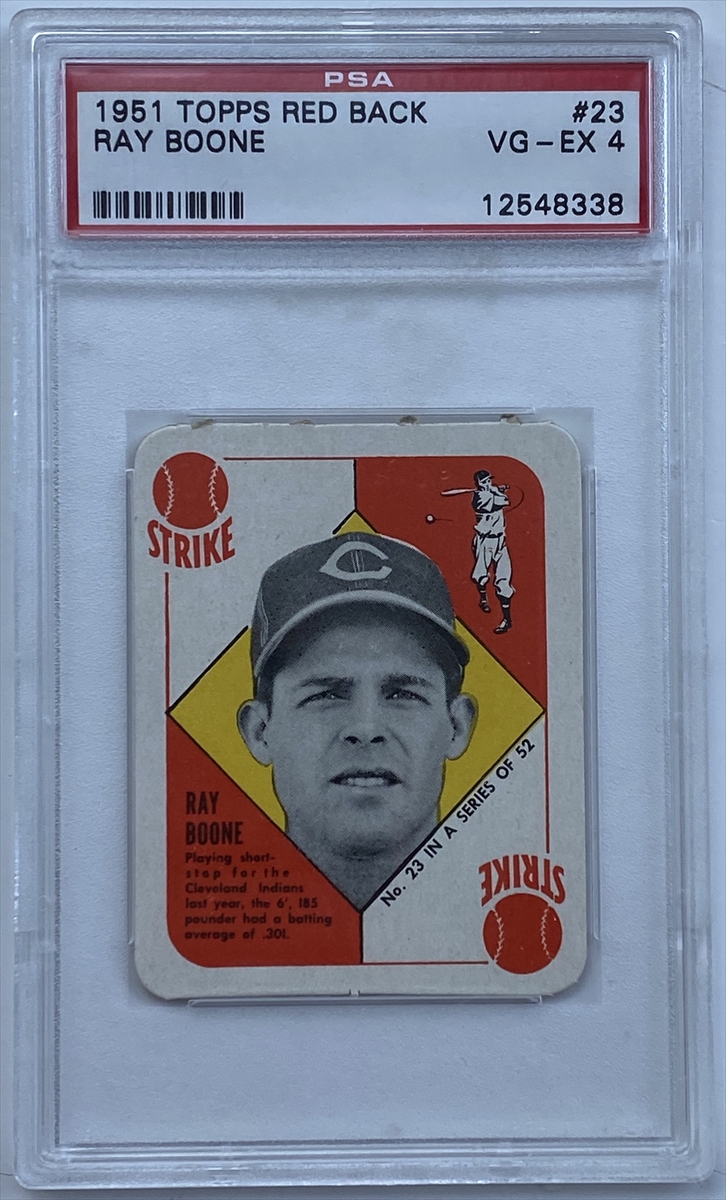 PSA
1951 TOPPS RED BACK #23
RAY BOONE VG-EX 4
12548338
STRIKE
C
RAY
BOONE
Playing short-
stop for the
Cleveland Indians
last year, the 6', 185
pounder had a batting
average of .301.
No. 23 IN A SERIES OF 52
STRIKE